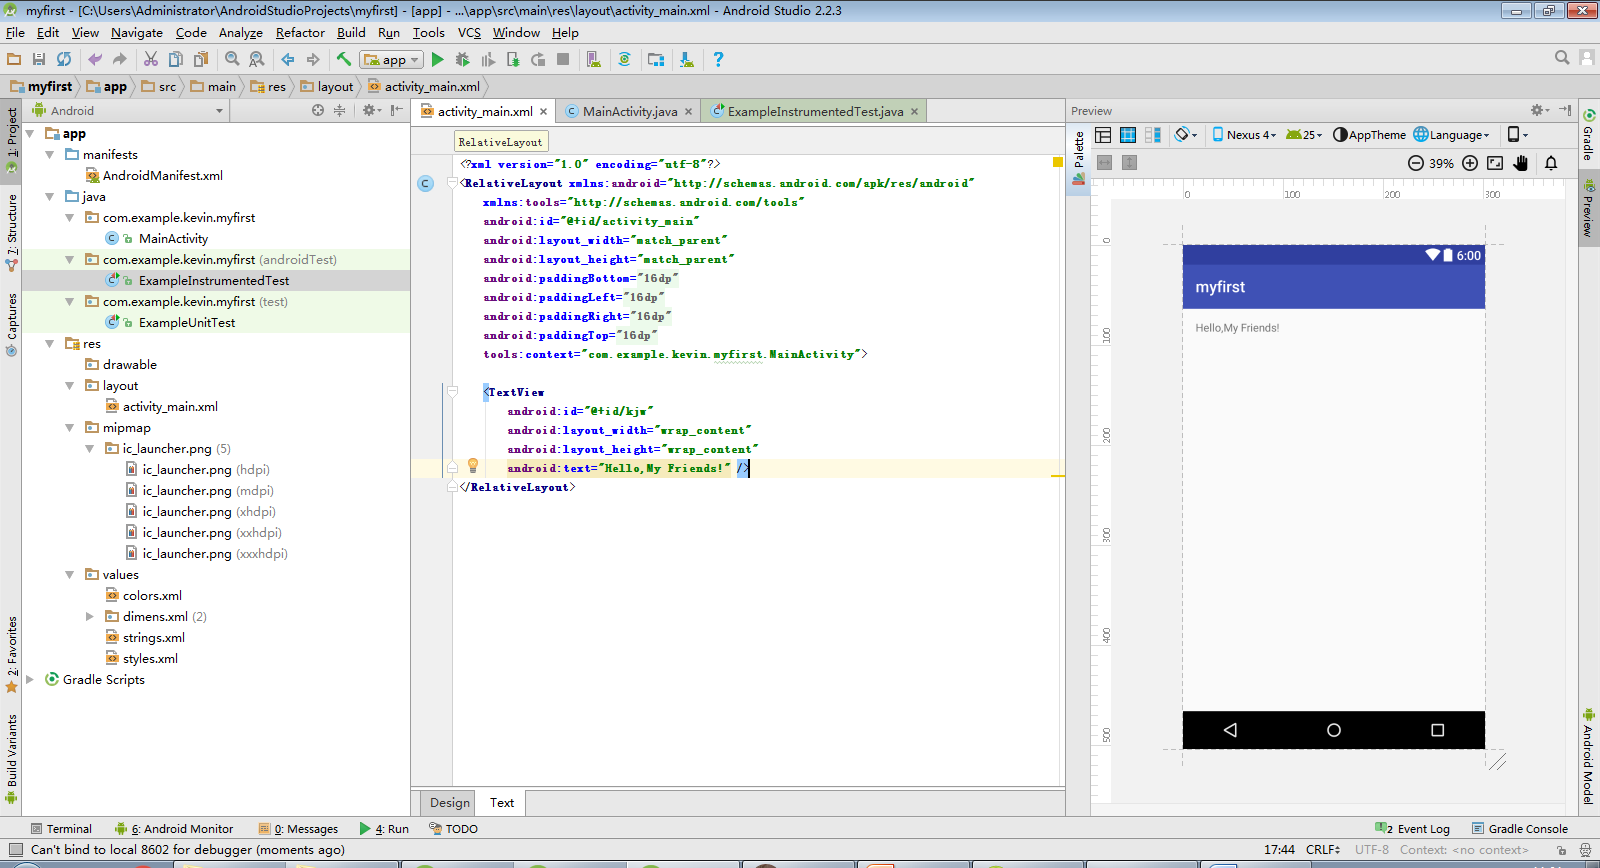 myfirst - [C:\Users\Administrator\AndroidStudioProjects\myfirst] - [app] - ...\app\src\main\res\layout\activity_main.xml - Android Studio 2.2.3
File Edit View Navigate Code Analyze Refactor Build Run Tools VCS Window Help
app
myfirst app src main res layout activity_main.xml
Android
activity_main.xml MainActivity.java ExampleInstrumentedTest.java
Preview
1: Project
7: Structure
Captures
2: Favorites
Build Variants
app
manifests
AndroidManifest.xml
java
com.example.kevin.myfirst
MainActivity
com.example.kevin.myfirst (androidTest)
ExampleInstrumentedTest
com.example.kevin.myfirst (test)
ExampleUnitTest
res
drawable
layout
activity_main.xml
mipmap
ic_launcher.png (5)
ic_launcher.png (hdpi)
ic_launcher.png (mdpi)
ic_launcher.png (xhdpi)
ic_launcher.png (xxhdpi)
ic_launcher.png (xxxhdpi)
values
colors.xml
dimens.xml (2)
strings.xml
styles.xml
Gradle Scripts
RelativeLayout
<?xml version="1.0" encoding="utf-8"?>
<RelativeLayout xmlns:android="http://schemas.android.com/apk/res/android"
xmlns:tools="http://schemas.android.com/tools"
android:id="@+id/activity_main"
android:layout_width="match_parent"
android:layout_height="match_parent"
android:paddingBottom="16dp"
android:paddingLeft="16dp"
android:paddingRight="16dp"
android:paddingTop="16dp"
tools:context="com.example.kevin.myfirst.MainActivity">
<TextView
android:id="@+id/kjw"
android:layout_width="wrap_content"
android:layout_height="wrap_content"
android:text="Hello,My Friends!" />
</RelativeLayout>
Design Text
Palette
Nexus 4 25 AppTheme Language
39%
0 100 200 300
0
100
200
300
400
500
6:00
myfirst
Hello,My Friends!
Gradle
Preview
Android Model
Terminal 6: Android Monitor 0: Messages 4: Run TODO 2 Event Log Gradle Console
Can't bind to local 8602 for debugger (moments ago) 17:44 CRLF UTF-8 Context: <no context>